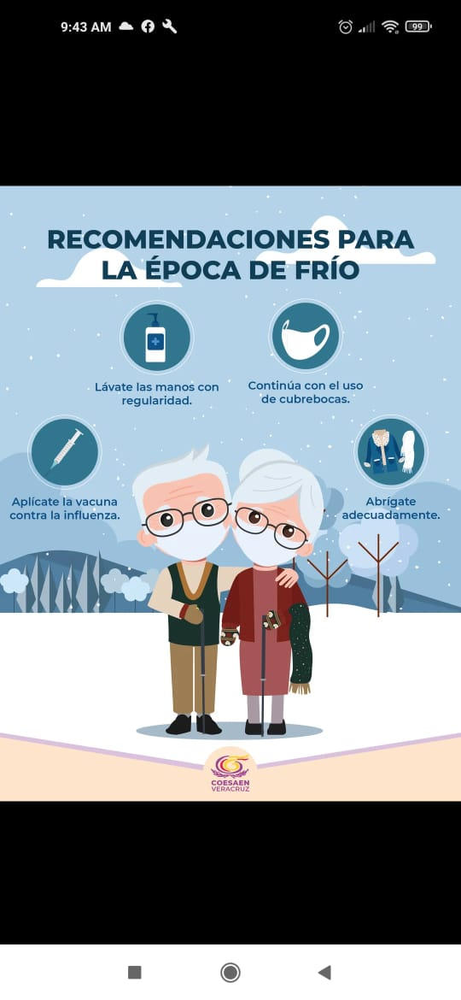 9:43 AM
99
RECOMENDACIONES PARA
LA ÉPOCA DE FRÍO
Lávate las manos con
regularidad.
Continúa con el uso
de cubrebocas.
Aplícate la vacuna
contra la influenza.
Abrígate
adecuadamente.
COESAEN
VERACRUZ